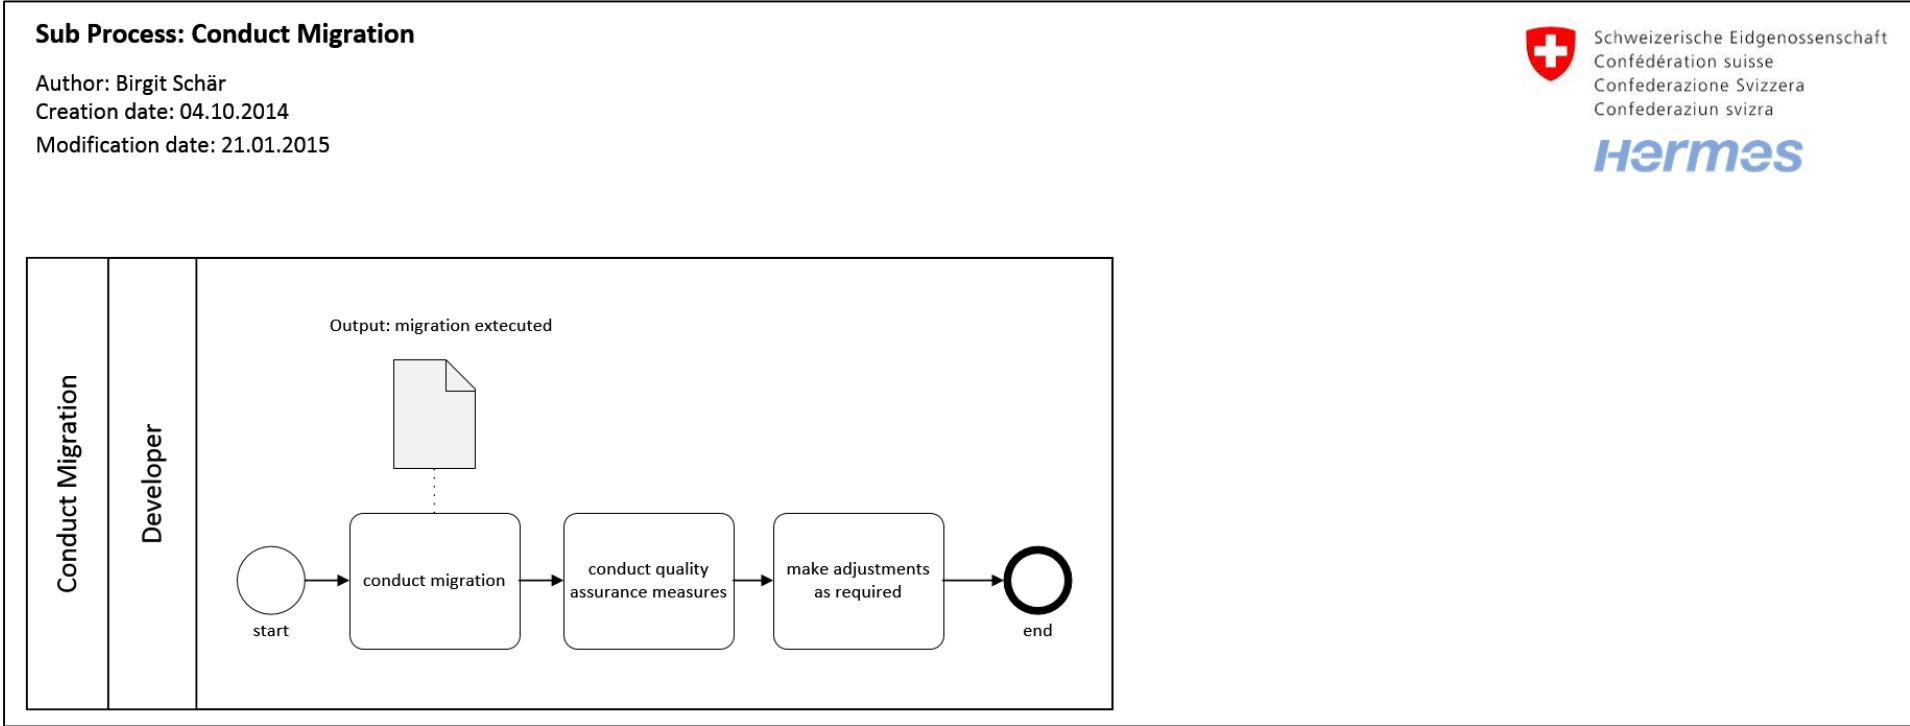 Sub Process: Conduct Migration
Author: Birgit Schär
Creation date: 04.10.2014
Modification date: 21.01.2015
Schweizerische Eidgenossenschaft
Confédération suisse
Confederazione Svizzera
Confederaziun svizra
Hermes
Conduct Migration
Developer
Output: migration extecuted
start
conduct migration
conduct quality
assurance measures
make adjustments
as required
end